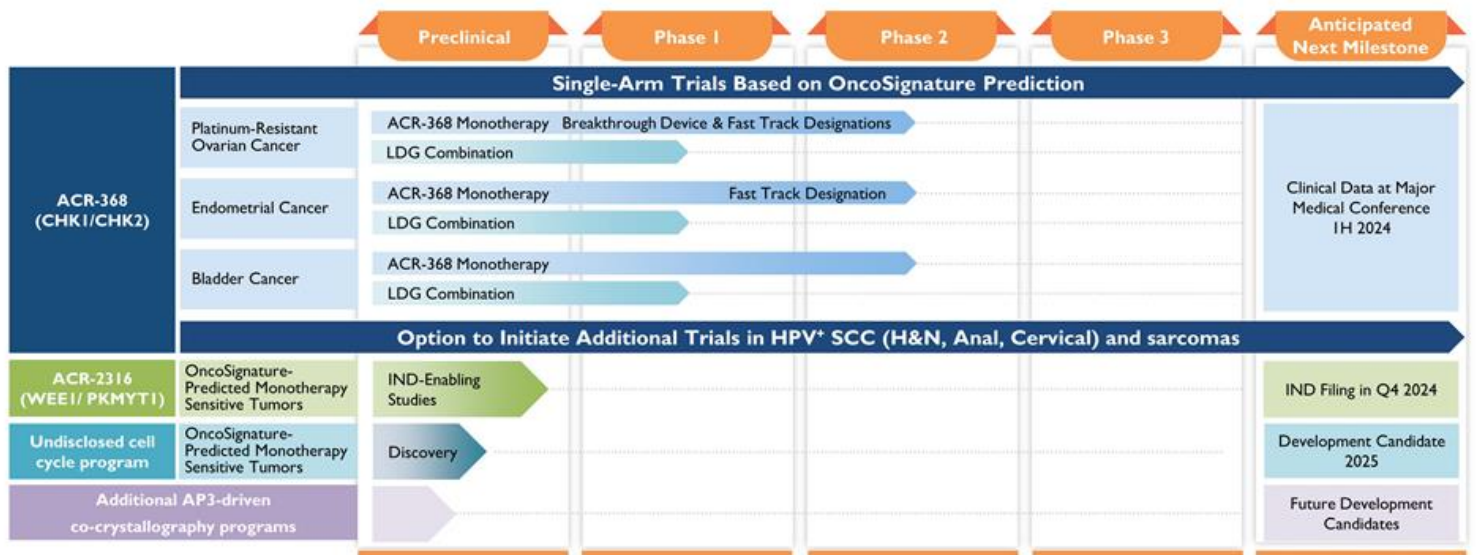 Preclinical
Phase 1
Phase 2
Phase 3
Anticipated
Next Milestone
Single-Arm Trials Based on OncoSignature Prediction
ACR-368
(CHK1/CHK2)
Platinum-Resistant
Ovarian Cancer
ACR-368 Monotherapy
Breakthrough Device & Fast Track Designations
LDG Combination
Endometrial Cancer
ACR-368 Monotherapy
Fast Track Designation
LDG Combination
Bladder Cancer
ACR-368 Monotherapy
LDG Combination
Clinical Data at Major
Medical Conference
1H 2024
Option to Initiate Additional Trials in HPV⁺ SCC (H&N, Anal, Cervical) and sarcomas
ACR-2316
(WEE1/ PKMYT1)
OncoSignature-
Predicted Monotherapy
Sensitive Tumors
IND-Enabling
Studies
IND Filing in Q4 2024
Undisclosed cell
cycle program
OncoSignature-
Predicted Monotherapy
Sensitive Tumors
Discovery
Development Candidate
2025
Additional AP3-driven
co-crystallography programs
Future Development
Candidates